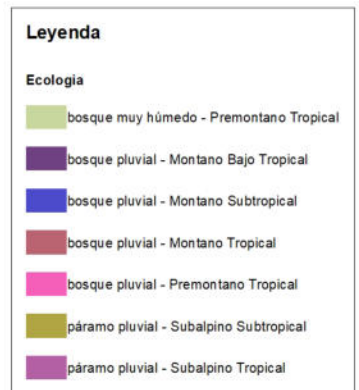 Leyenda
Ecologia
bosque muy húmedo - Premontano Tropical
bosque pluvial - Montano Bajo Tropical
bosque pluvial - Montano Subtropical
bosque pluvial - Montano Tropical
bosque pluvial - Premontano Tropical
páramo pluvial - Subalpino Subtropical
páramo pluvial - Subalpino Tropical